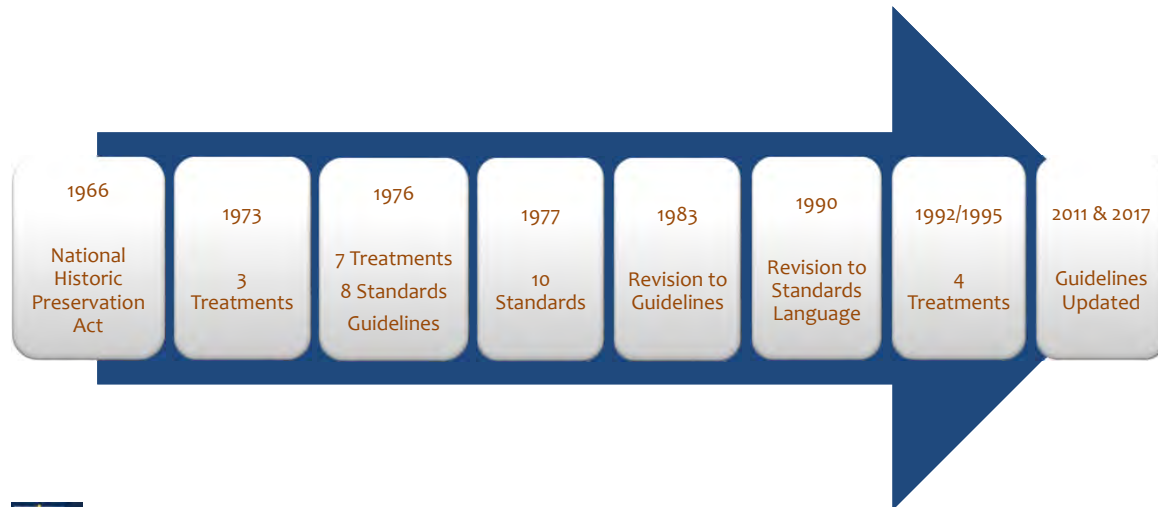 1966
National
Historic
Preservation
Act
1973
3
Treatments
1976
7 Treatments
8 Standards
Guidelines
1977
10
Standards
1983
Revision to
Guidelines
1990
Revision to
Standards
Language
1992/1995
4
Treatments
2011 & 2017
Guidelines
Updated